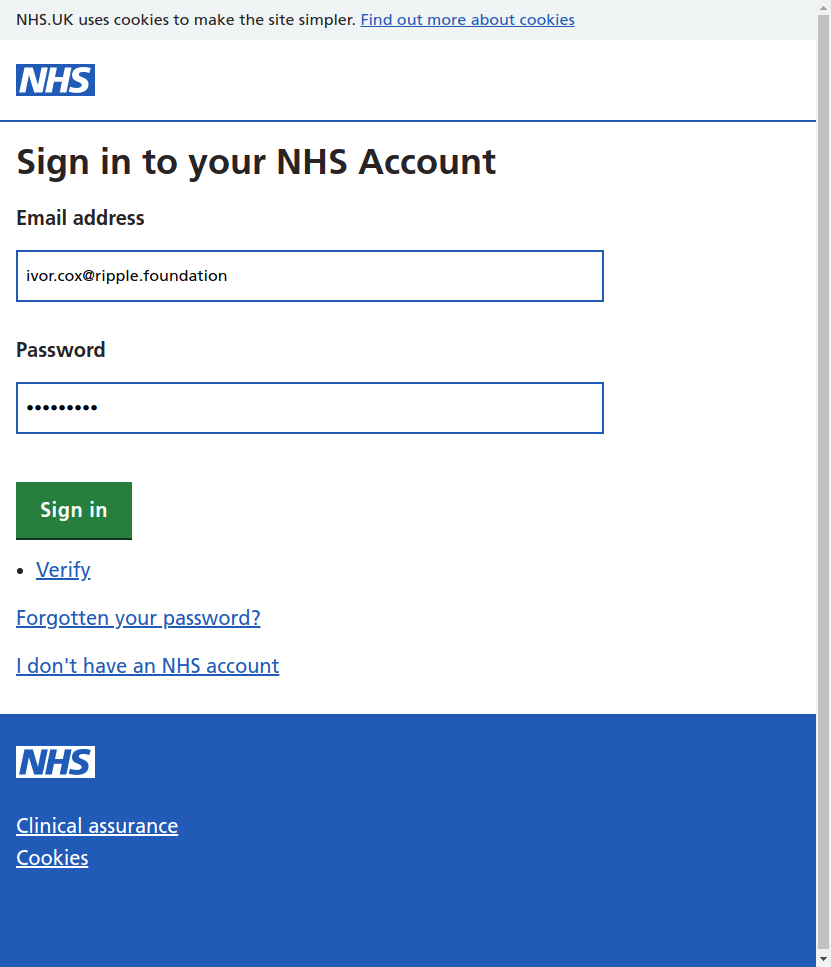 NHS.UK uses cookies to make the site simpler. Find out more about cookies
NHS
Sign in to your NHS Account
Email address
ivor.cox@ripple.foundation
Password
•••••••••
Sign in
• Verify
Forgotten your password?
I don't have an NHS account
NHS
Clinical assurance
Cookies